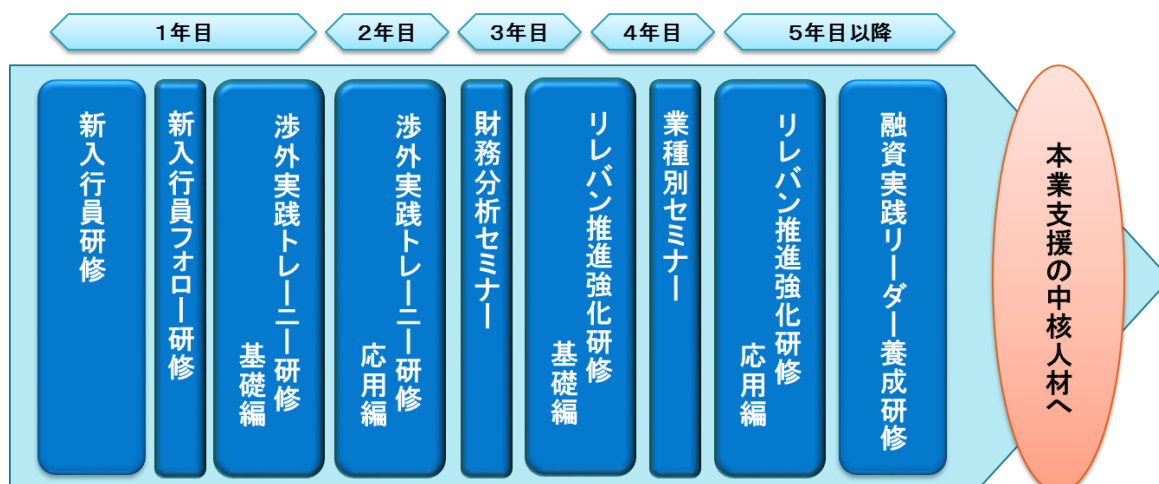 1年目
2年目
3年目
4年目
5年目以降
新入行員研修
新入行員フォロー研修
渉外実践トレーニー研修
基礎編
渉外実践トレーニー研修
応用編
財務分析セミナー
リレバン推進強化研修
基礎編
業種別セミナー
リレバン推進強化研修
応用編
融資実践リーダー養成研修
本業支援の中核人材へ